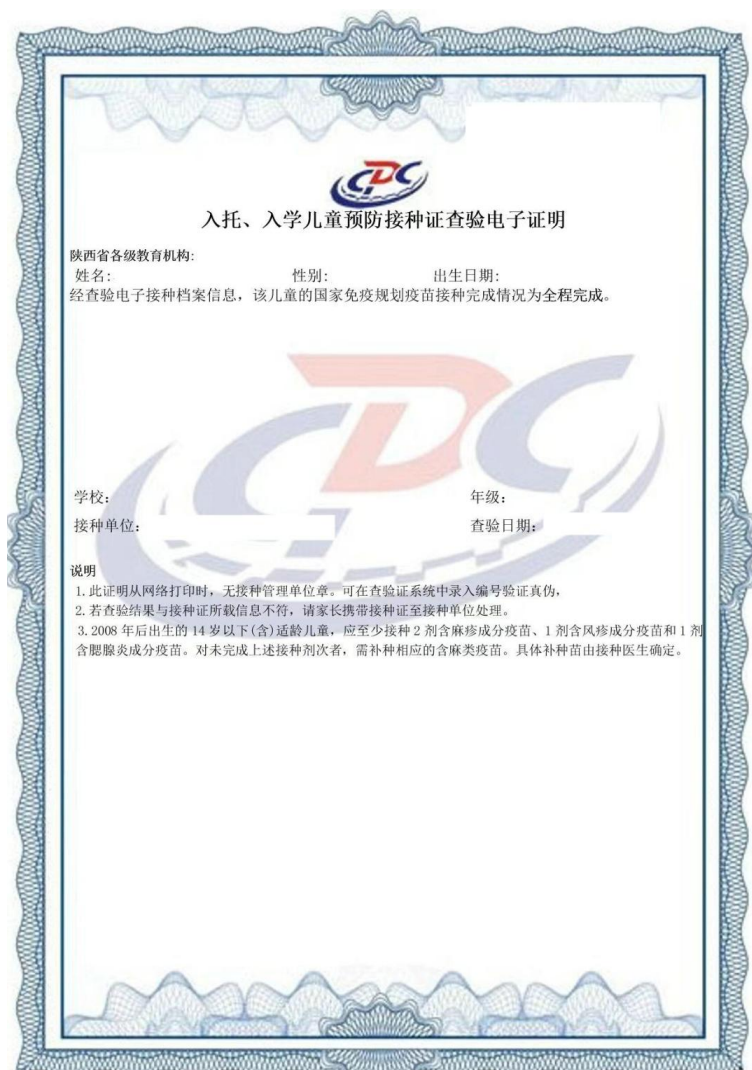 CDC
入托、入学儿童预防接种证查验电子证明
陕西省各级教育机构:
姓名: 性别: 出生日期:
经查验电子接种档案信息，该儿童的国家免疫规划疫苗接种完成情况为全程完成。
CDC
学校: 年级:
接种单位: 查验日期:
说明
1.此证明从网络打印时，无接种管理单位章。可在查验证系统中录入编号验证真伪,
2.若查验结果与接种证所载信息不符，请家长携带接种证至接种单位处理。
3.2008 年后出生的 14 岁以下(含)适龄儿童，应至少接种 2 剂含麻疹成分疫苗、1 剂含风疹成分疫苗和 1 剂
含腮腺炎成分疫苗。对未完成上述接种剂次者，需补种相应的含麻类疫苗。具体补种苗由接种医生确定。